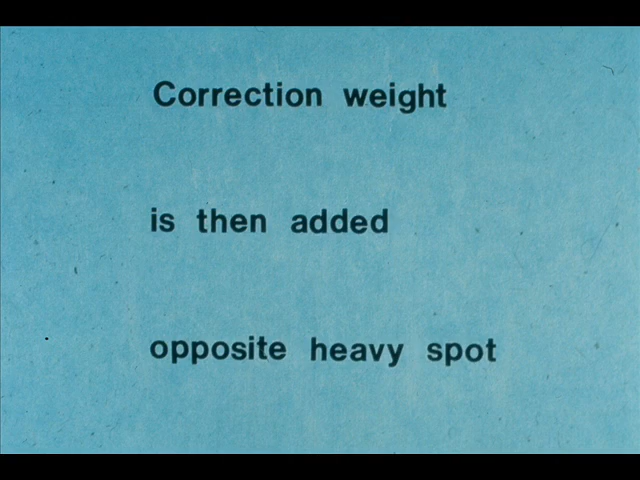 Correction weight
is then added
opposite heavy spot